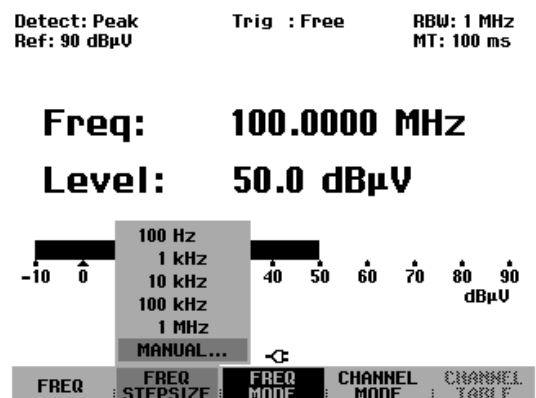 Detect: Peak Trig : Free RBW: 1 MHz
Ref: 90 dBµV MT: 100 ms
Freq: 100.0000 MHz
Level: 50.0 dBµV
100 Hz
1 kHz
10 kHz
100 kHz
1 MHz
MANUAL...
-10 0 40 50 60 70 80 90
dBµV
FREQ FREQ STEPSIZE FREQ MODE CHANNEL MODE CHANNEL TABLE